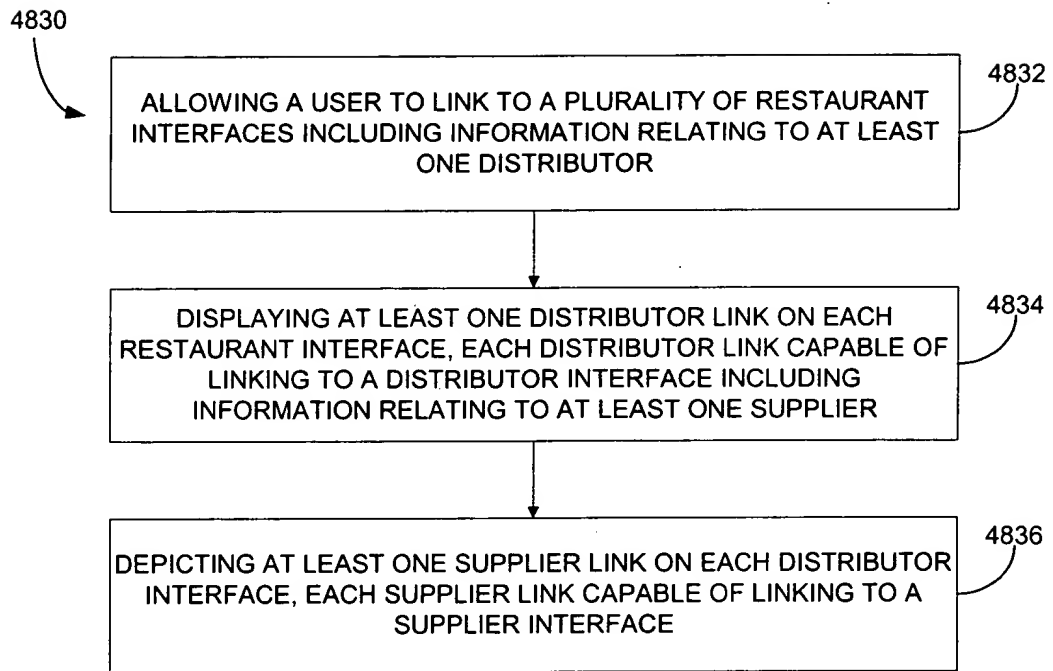 4830
4832
ALLOWING A USER TO LINK TO A PLURALITY OF RESTAURANT
INTERFACES INCLUDING INFORMATION RELATING TO AT LEAST
ONE DISTRIBUTOR
4834
DISPLAYING AT LEAST ONE DISTRIBUTOR LINK ON EACH
RESTAURANT INTERFACE, EACH DISTRIBUTOR LINK CAPABLE OF
LINKING TO A DISTRIBUTOR INTERFACE INCLUDING
INFORMATION RELATING TO AT LEAST ONE SUPPLIER
4836
DEPICTING AT LEAST ONE SUPPLIER LINK ON EACH DISTRIBUTOR
INTERFACE, EACH SUPPLIER LINK CAPABLE OF LINKING TO A
SUPPLIER INTERFACE